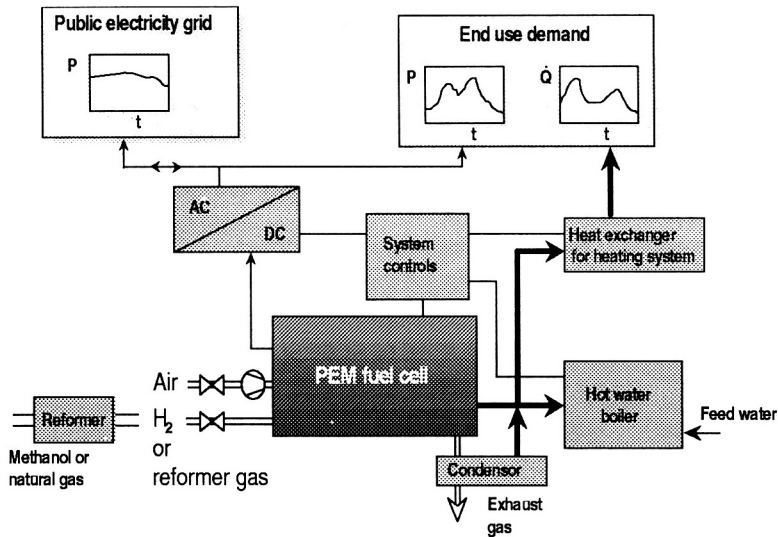 Public electricity grid
P
t
End use demand
P
t
Q̇
t
AC
DC
System
controls
Heat exchanger
for heating system
PEM fuel cell
Air
H₂
or
reformer gas
Reformer
Methanol or
natural gas
Hot water
boiler
Feed water
Condensor
Exhaust
gas